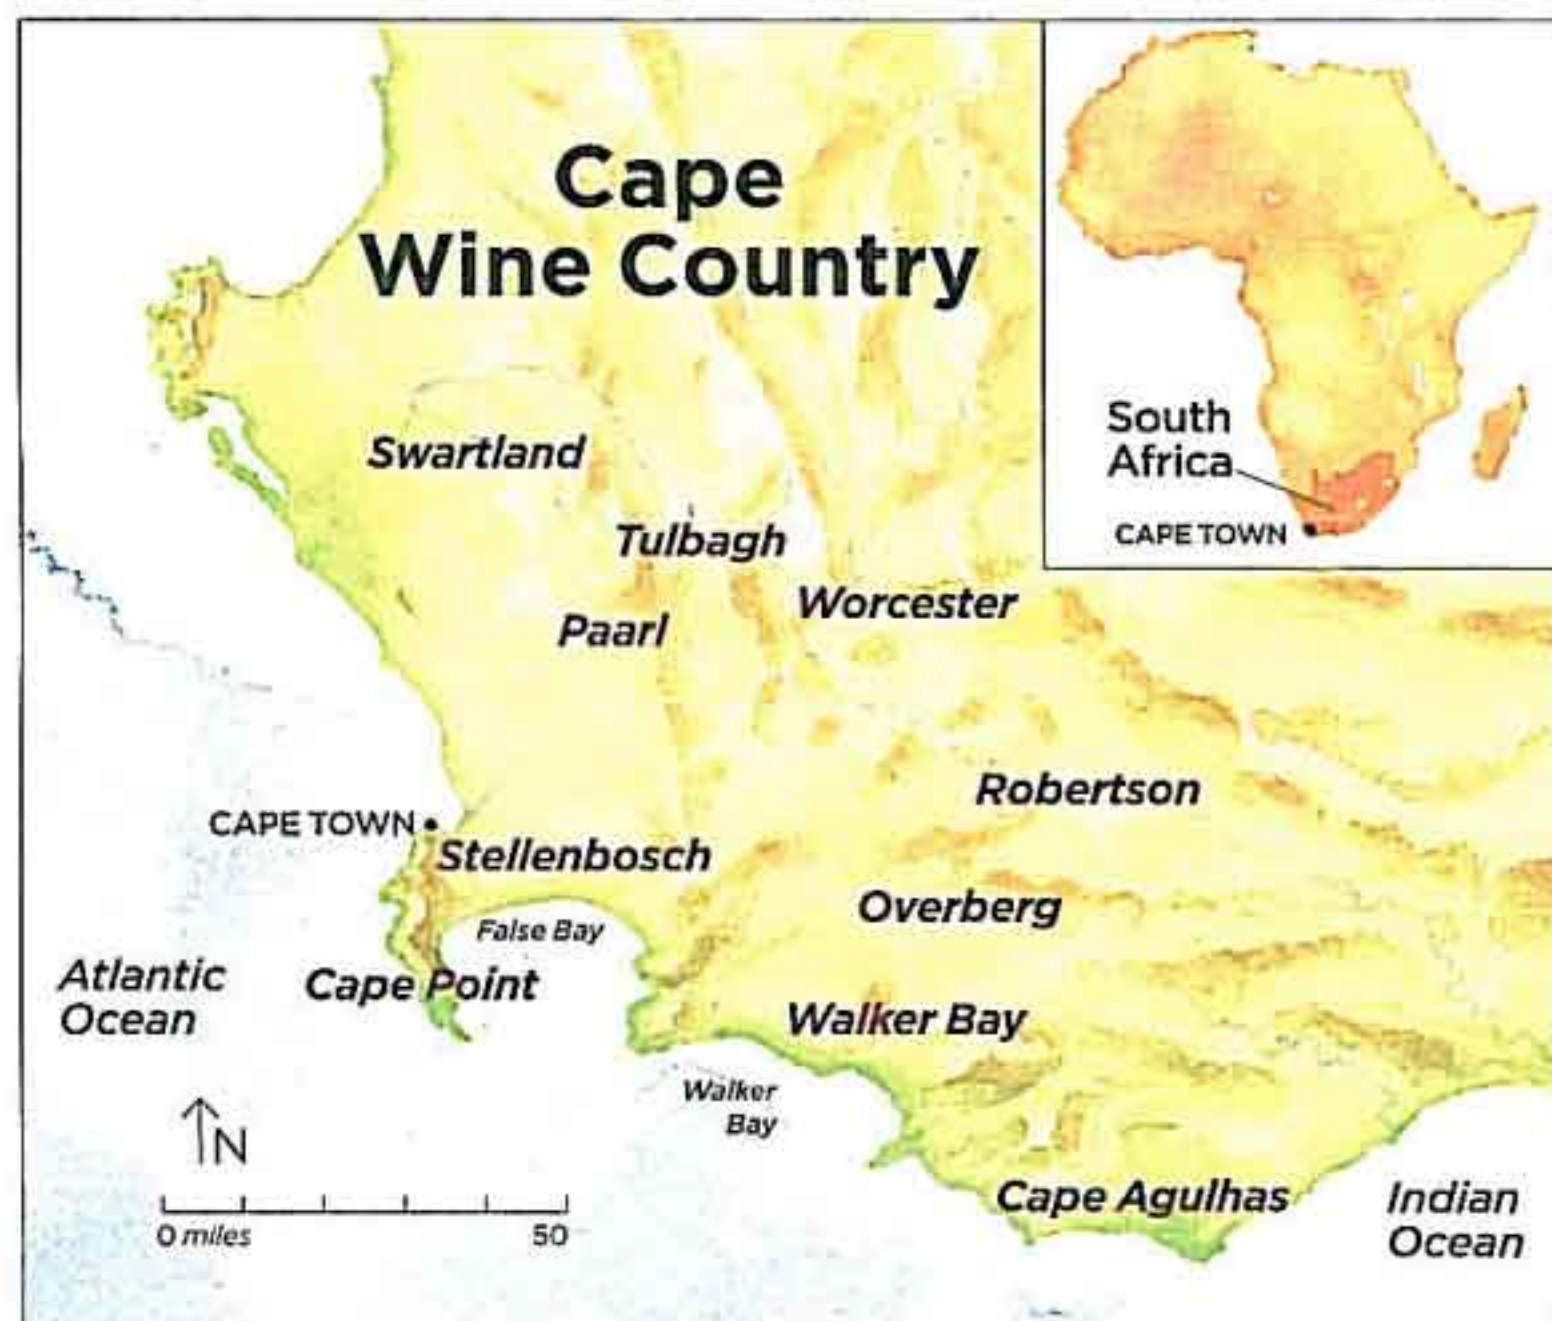 Cape
Wine Country
South
Africa
CAPE TOWN
Swartland
Tulbagh
Worcester
Paarl
Robertson
CAPE TOWN
Stellenbosch
Overberg
False Bay
Atlantic
Ocean
Cape Point
Walker Bay
Walker
Bay
N
Cape Agulhas
Indian
Ocean
0 miles 50